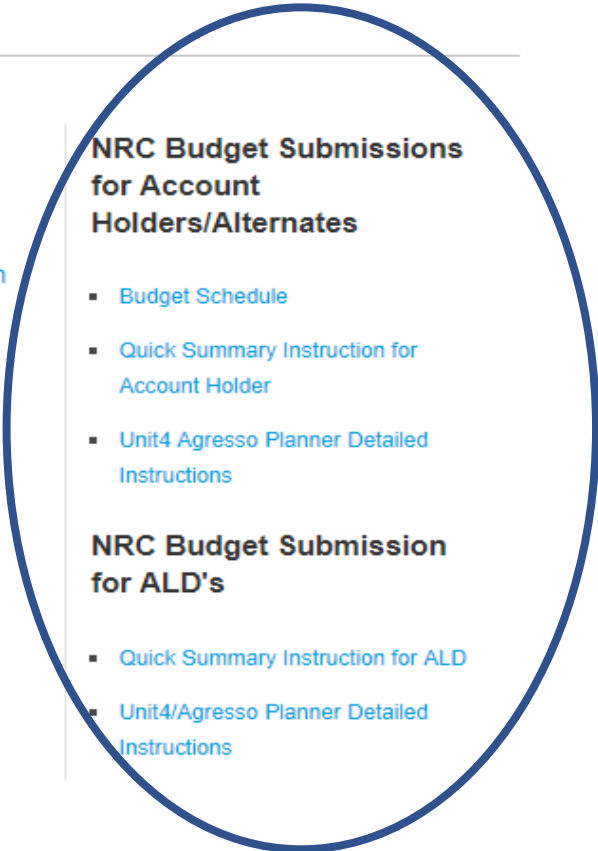 NRC Budget Submissions
for Account
Holders/Alternates
Budget Schedule
Quick Summary Instruction for
Account Holder
Unit4 Agresso Planner Detailed
Instructions
NRC Budget Submission
for ALD's
Quick Summary Instruction for ALD
Unit4/Agresso Planner Detailed
Instructions